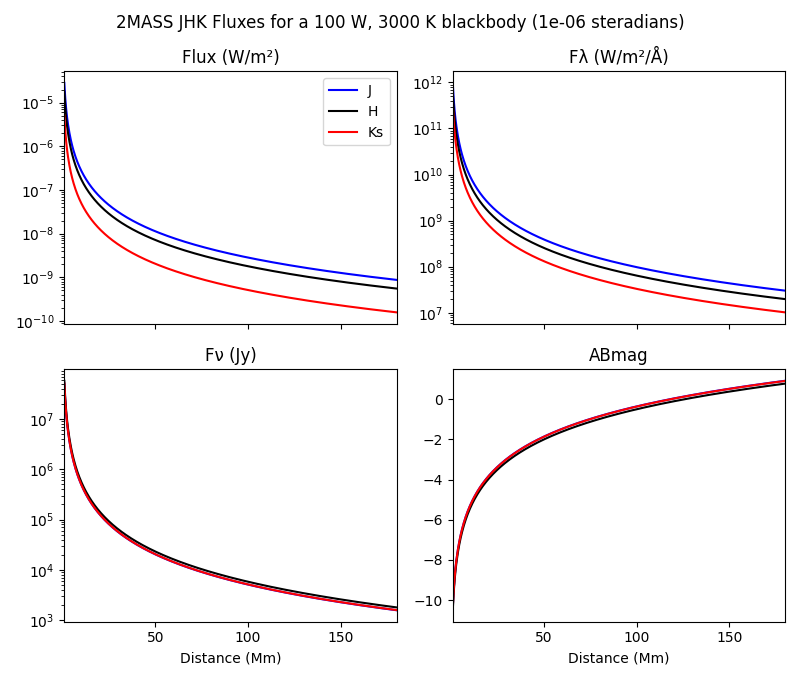 2MASS JHK Fluxes for a 100 W, 3000 K blackbody (1e-06 steradians)
Flux (W/m²)
J
H
Ks
10⁻⁵
10⁻⁶
10⁻⁷
10⁻⁸
10⁻⁹
10⁻¹⁰
Fλ (W/m²/Å)
10¹²
10¹¹
10¹⁰
10⁹
10⁸
10⁷
Fν (Jy)
10⁷
10⁶
10⁵
10⁴
10³
50 100 150
Distance (Mm)
ABmag
0
−2
−4
−6
−8
−10
50 100 150
Distance (Mm)